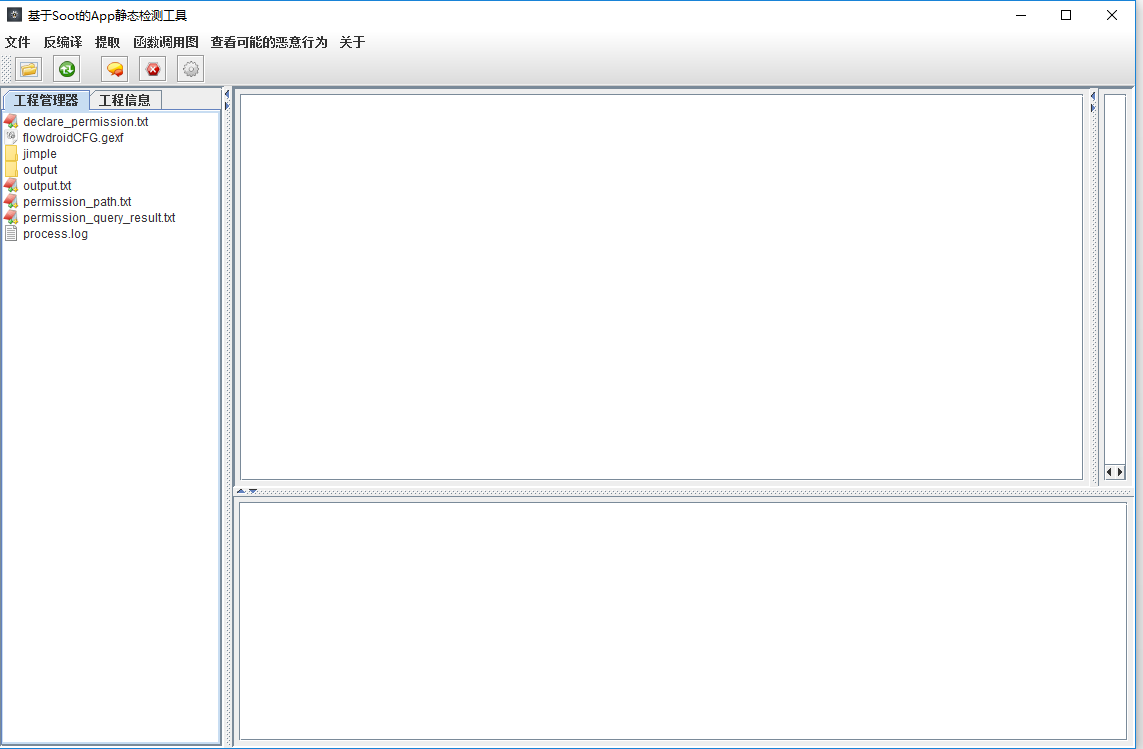 基于Soot的App静态检测工具
文件 反编译 提取 函数调用图 查看可能的恶意行为 关于
工程管理器 工程信息
declare_permission.txt
flowdroidCFG.gexf
jimple
output
output.txt
permission_path.txt
permission_query_result.txt
process.log